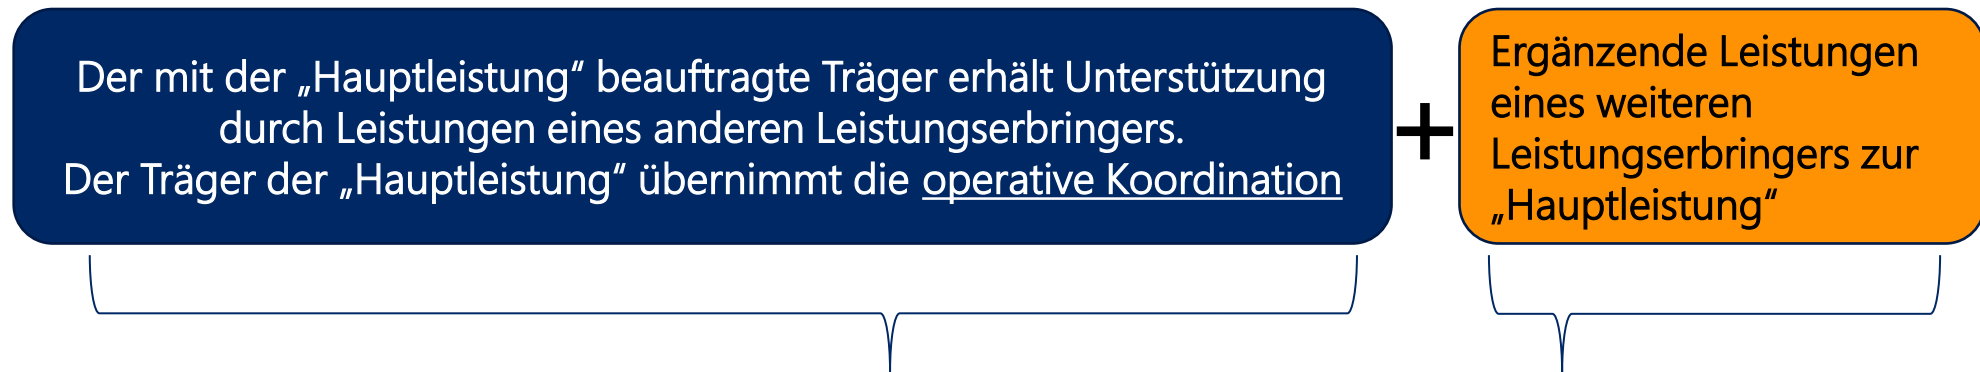 Der mit der „Hauptleistung“ beauftragte Träger erhält Unterstützung
durch Leistungen eines anderen Leistungserbringers.
Der Träger der „Hauptleistung“ übernimmt die operative Koordination
+
Ergänzende Leistungen
eines weiteren
Leistungserbringers zur
„Hauptleistung“